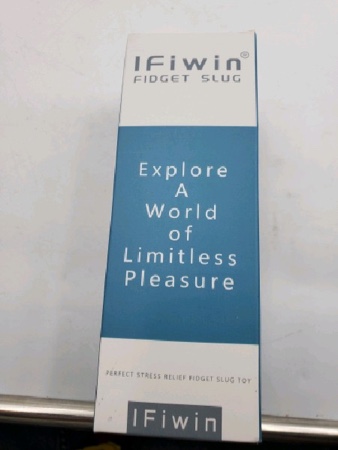 IFiwin®
FIDGET SLUG
Explore
A
World
of
Limitless
Pleasure
PERFECT STRESS RELIEF FIDGET SLUG TOY
IFiwin